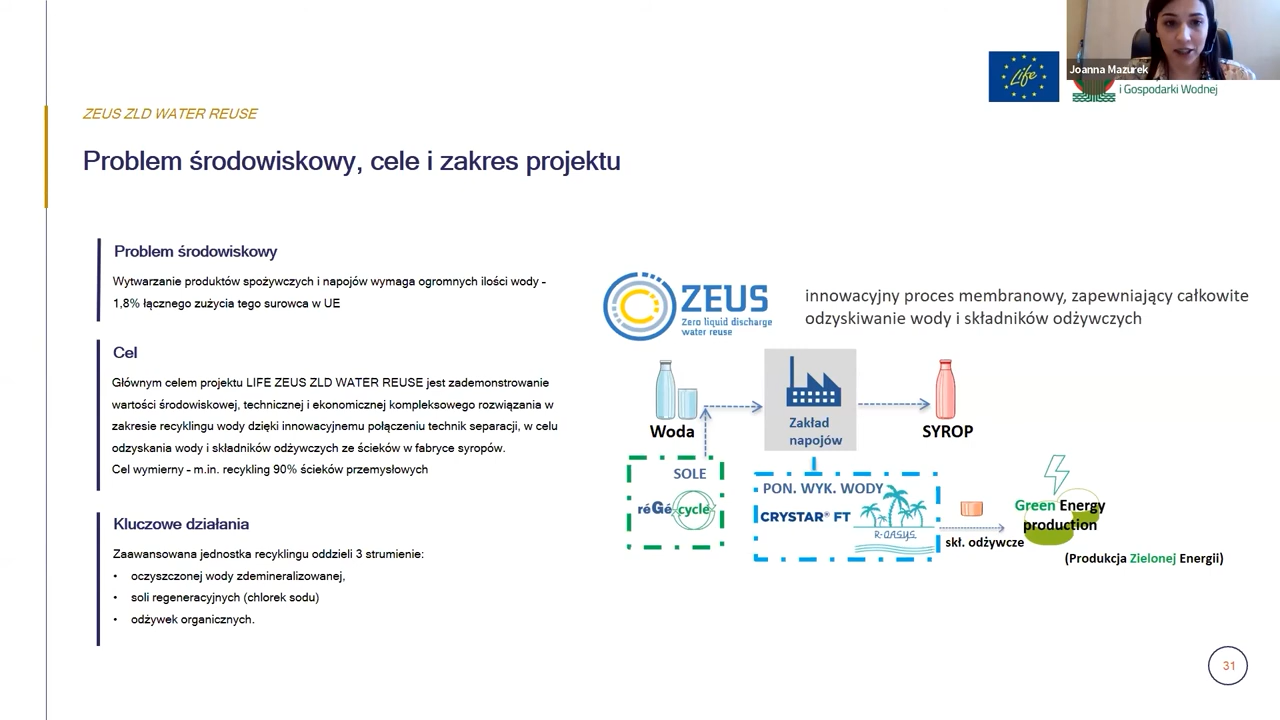 Joanna Mazurek
Life
i Gospodarki Wodnej
ZEUS ZLD WATER REUSE
Problem środowiskowy, cele i zakres projektu
Problem środowiskowy
Wytwarzanie produktów spożywczych i napojów wymaga ogromnych ilości wody -
1,8% łącznego zużycia tego surowca w UE
Cel
Głównym celem projektu LIFE ZEUS ZLD WATER REUSE jest zademonstrowanie
wartości środowiskowej, technicznej i ekonomicznej kompleksowego rozwiązania w
zakresie recyklingu wody dzięki innowacyjnemu połączeniu technik separacji, w celu
odzyskania wody i składników odżywczych ze ścieków w fabryce syropów.
Cel wymierny - m.in. recykling 90% ścieków przemysłowych
Kluczowe działania
Zaawansowana jednostka recyklingu oddzieli 3 strumienie:
• oczyszczonej wody zdemineralizowanej,
• soli regeneracyjnych (chlorek sodu)
• odżywek organicznych.
ZEUS
Zero liquid discharge
water reuse
innowacyjny proces membranowy, zapewniający całkowite
odzyskiwanie wody i składników odżywczych
Woda
Zakład
napojów
SYROP
SOLE
réGé cycle
PON. WYK. WODY
CRYSTAR® FT
R-OASYS
skł. odżywcze
Green Energy
production
(Produkcja Zielonej Energii)
31